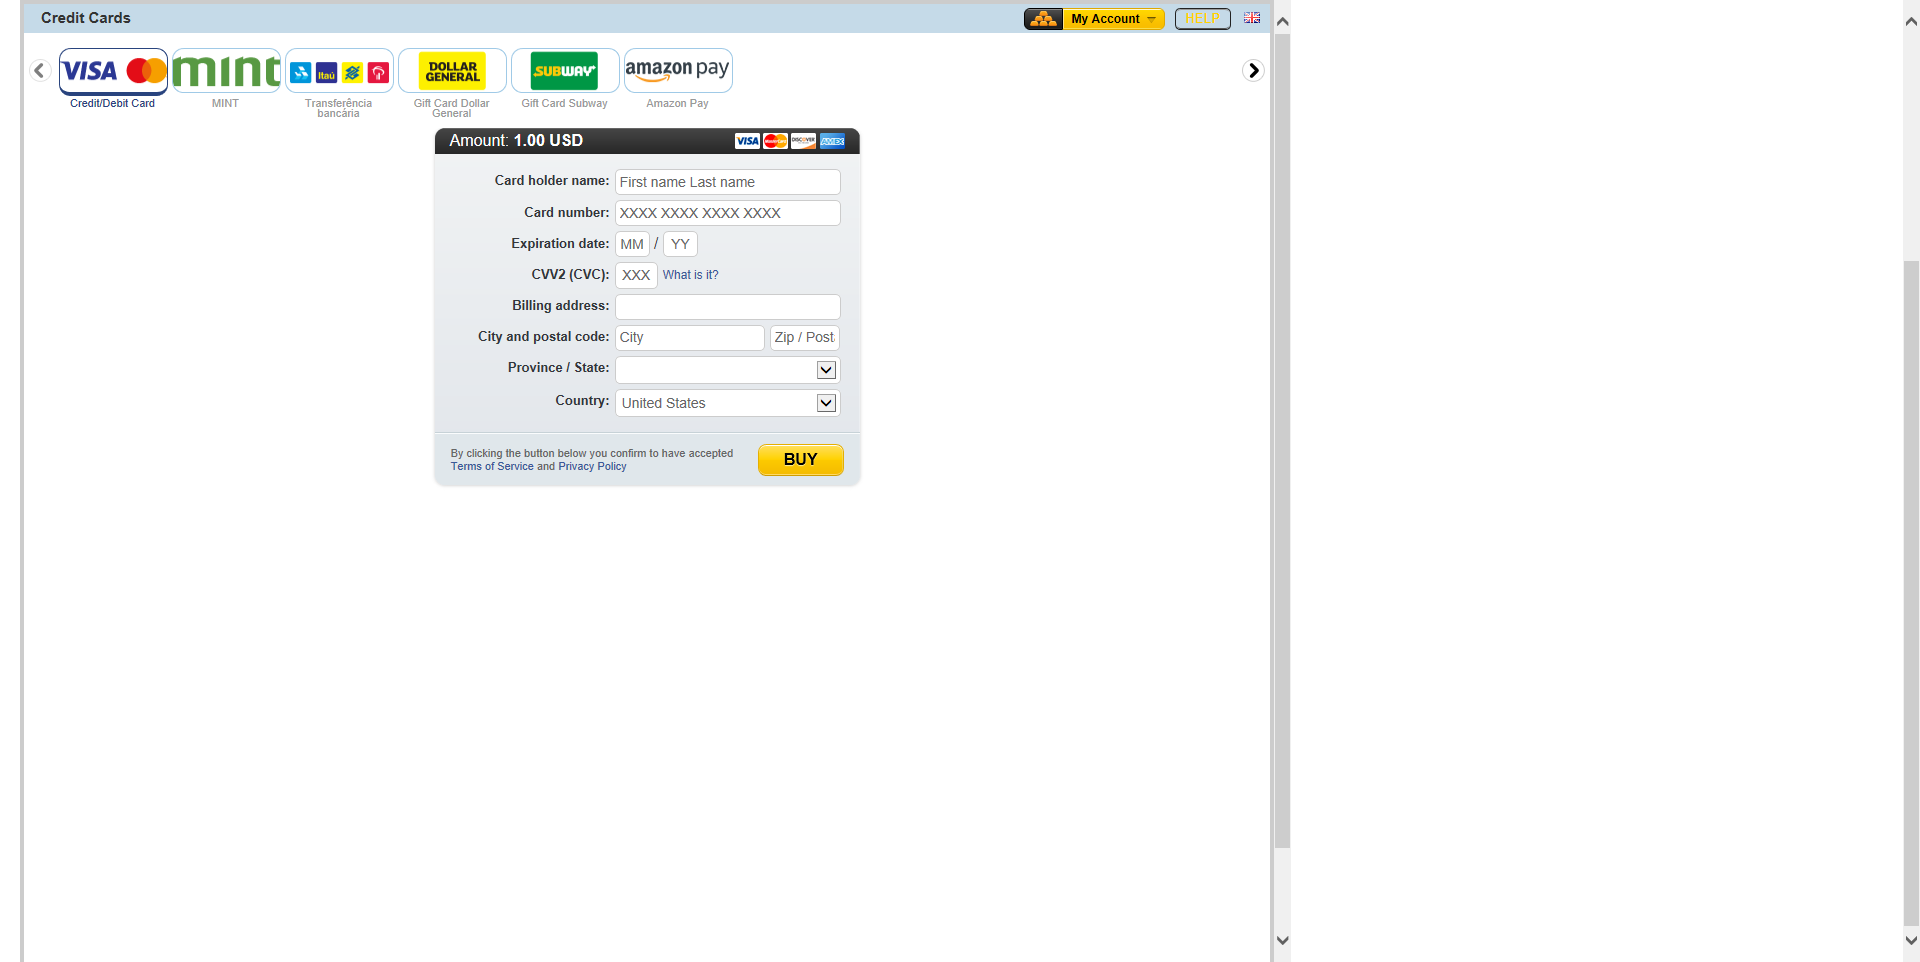 Credit Cards
My Account
HELP
VISA
mint
Itaú
DOLLAR
GENERAL
SUBWAY
amazon pay
Credit/Debit Card
MINT
Transferência
bancária
Gift Card Dollar
General
Gift Card Subway
Amazon Pay
Amount: 1.00 USD
VISA
DISCOVER
AMEX
Card holder name:
First name Last name
Card number:
XXXX XXXX XXXX XXXX
Expiration date:
MM / YY
CVV2 (CVC):
XXX
What is it?
Billing address:
City and postal code:
City
Zip / Post
Province / State:
Country:
United States
By clicking the button below you confirm to have accepted
Terms of Service and Privacy Policy
BUY